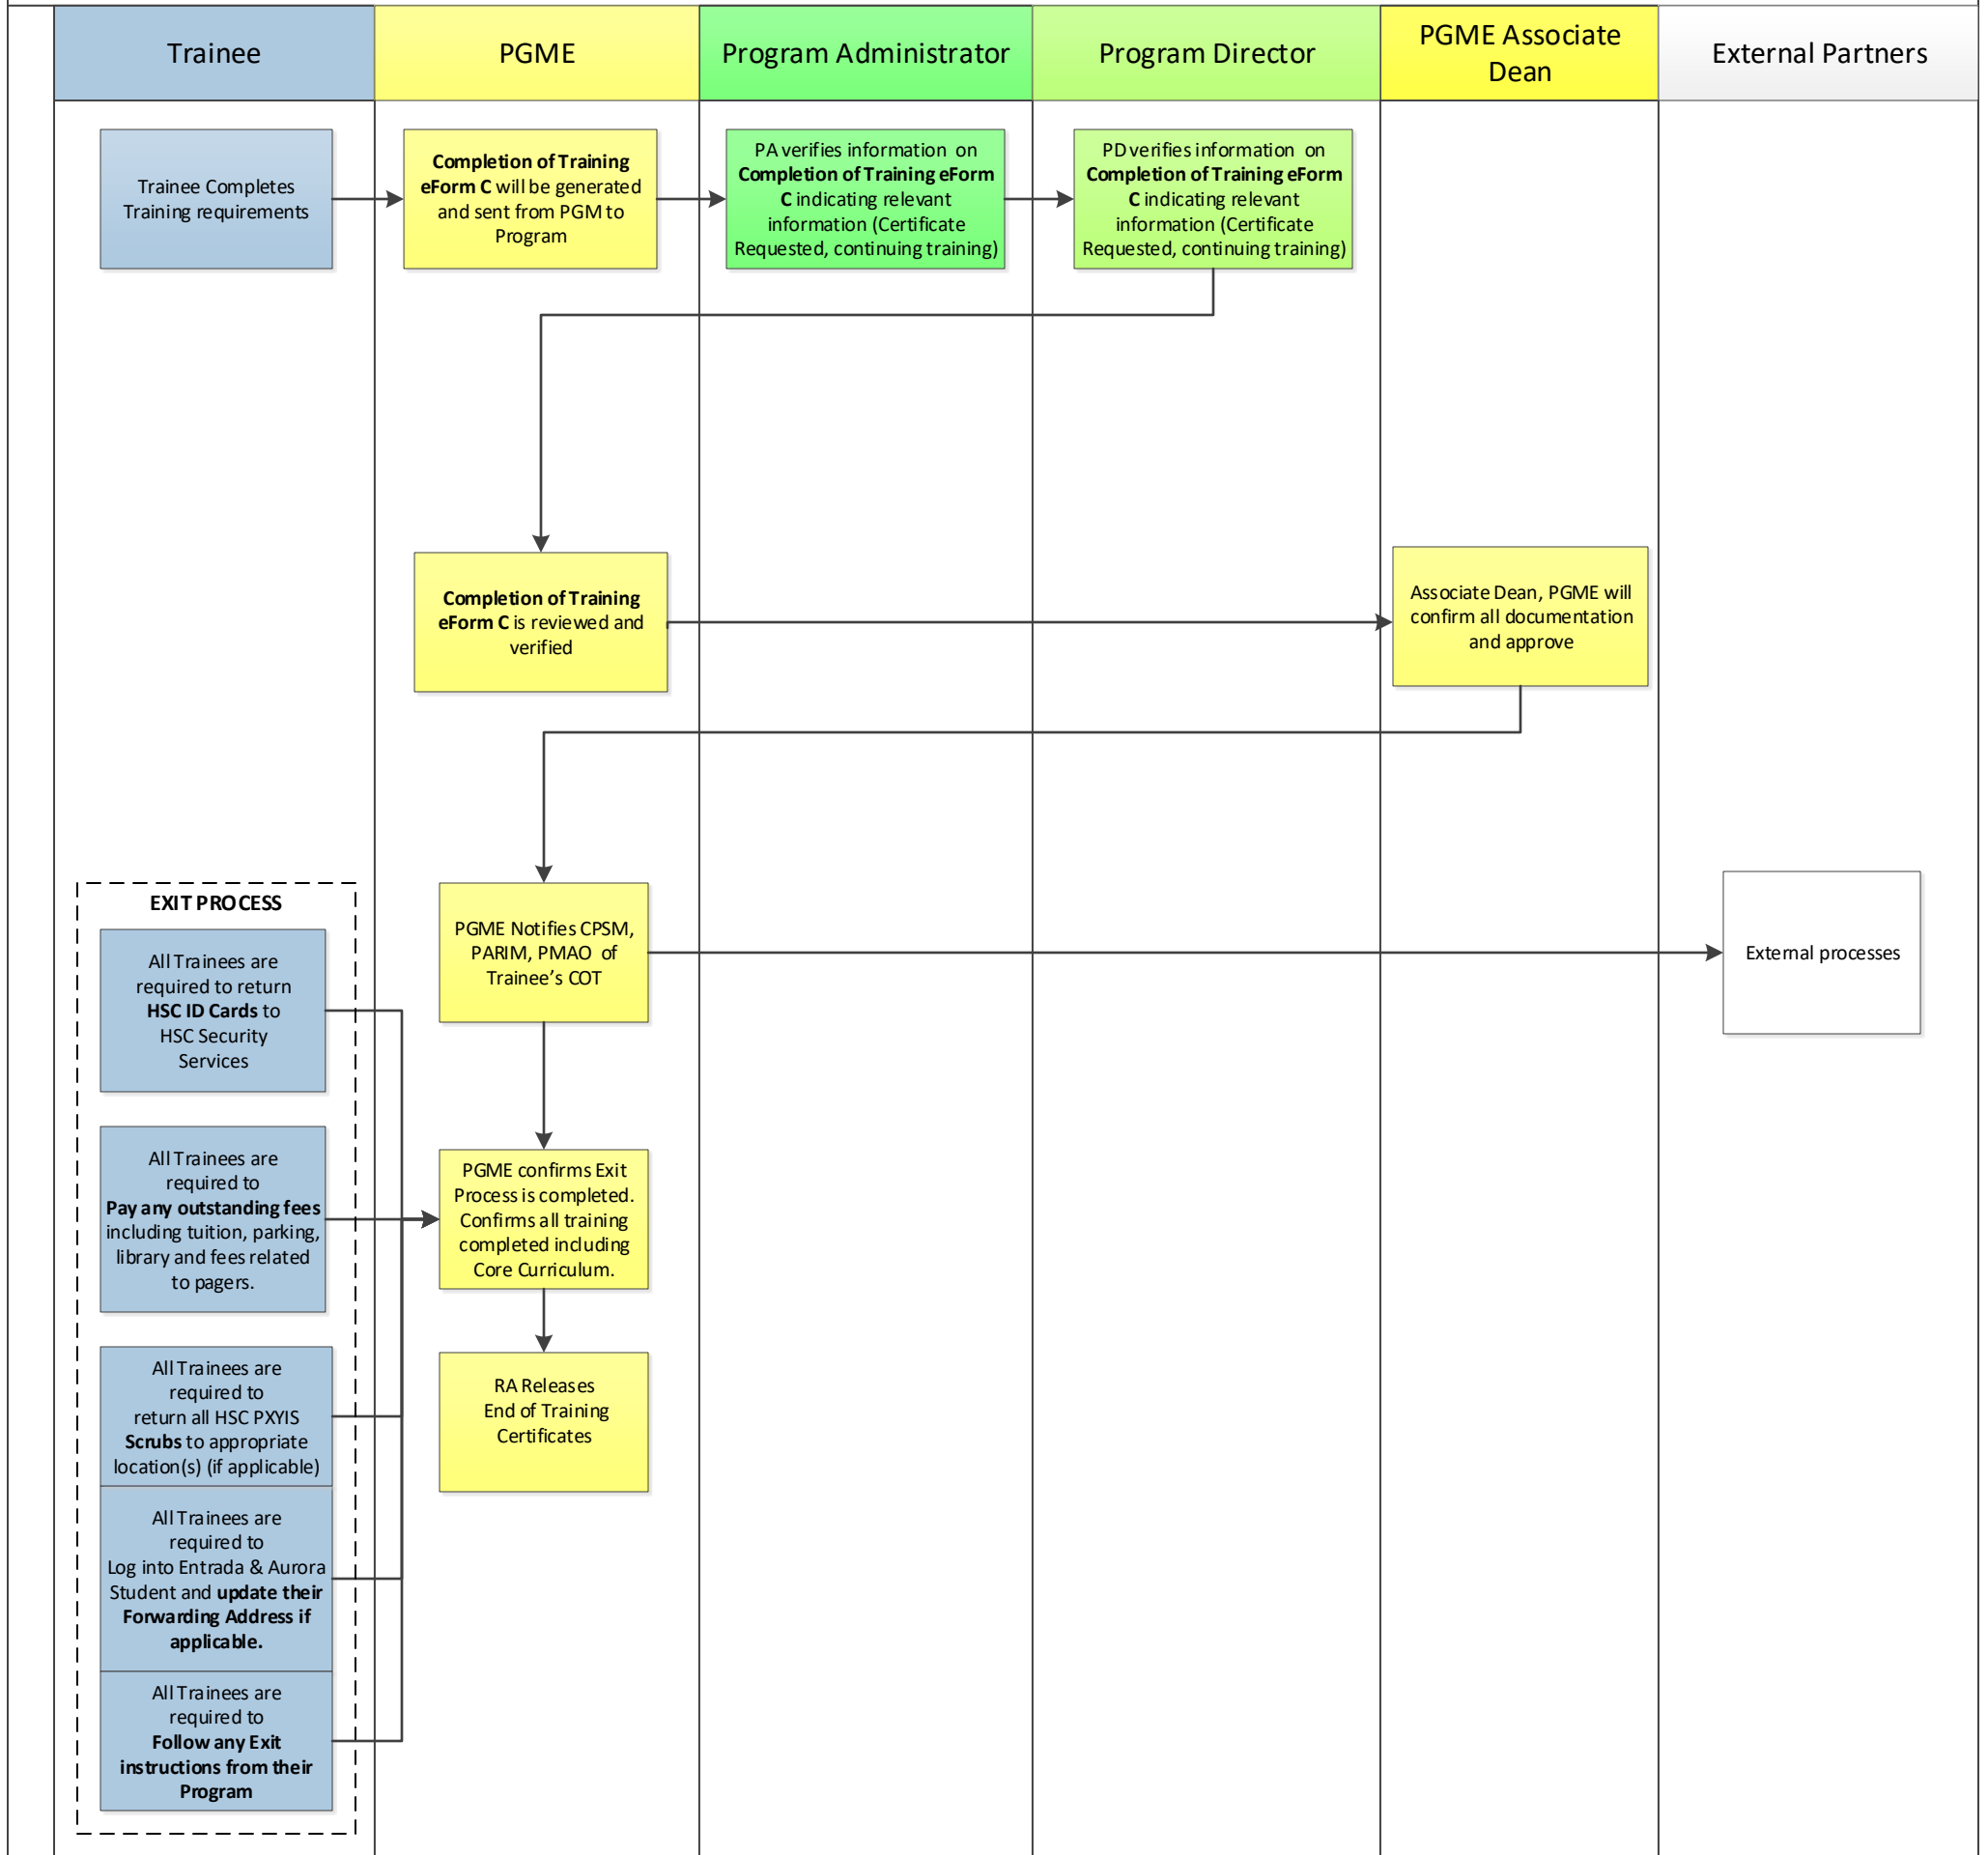 Trainee
PGME
Program Administrator
Program Director
PGME Associate
Dean
External Partners
Trainee Completes
Training requirements
Completion of Training
eForm C will be generated
and sent from PGM to
Program
PA verifies information on
Completion of Training eForm
C indicating relevant
information (Certificate
Requested, continuing training)
PD verifies information on
Completion of Training eForm
C indicating relevant
information (Certificate
Requested, continuing training)
Completion of Training
eForm C is reviewed and
verified
Associate Dean, PGME will
confirm all documentation
and approve
EXIT PROCESS
All Trainees are
required to return
HSC ID Cards to
HSC Security
Services
PGME Notifies CPSM,
PARIM, PMAO of
Trainee's COT
External processes
All Trainees are
required to
Pay any outstanding fees
including tuition, parking,
library and fees related
to pagers.
PGME confirms Exit
Process is completed.
Confirms all training
completed including
Core Curriculum.
All Trainees are
required to
return all HSC PXYIS
Scrubs to appropriate
location(s) (if applicable)
RA Releases
End of Training
Certificates
All Trainees are
required to
Log into Entrada & Aurora
Student and update their
Forwarding Address if
applicable.
All Trainees are
required to
Follow any Exit
instructions from their
Program